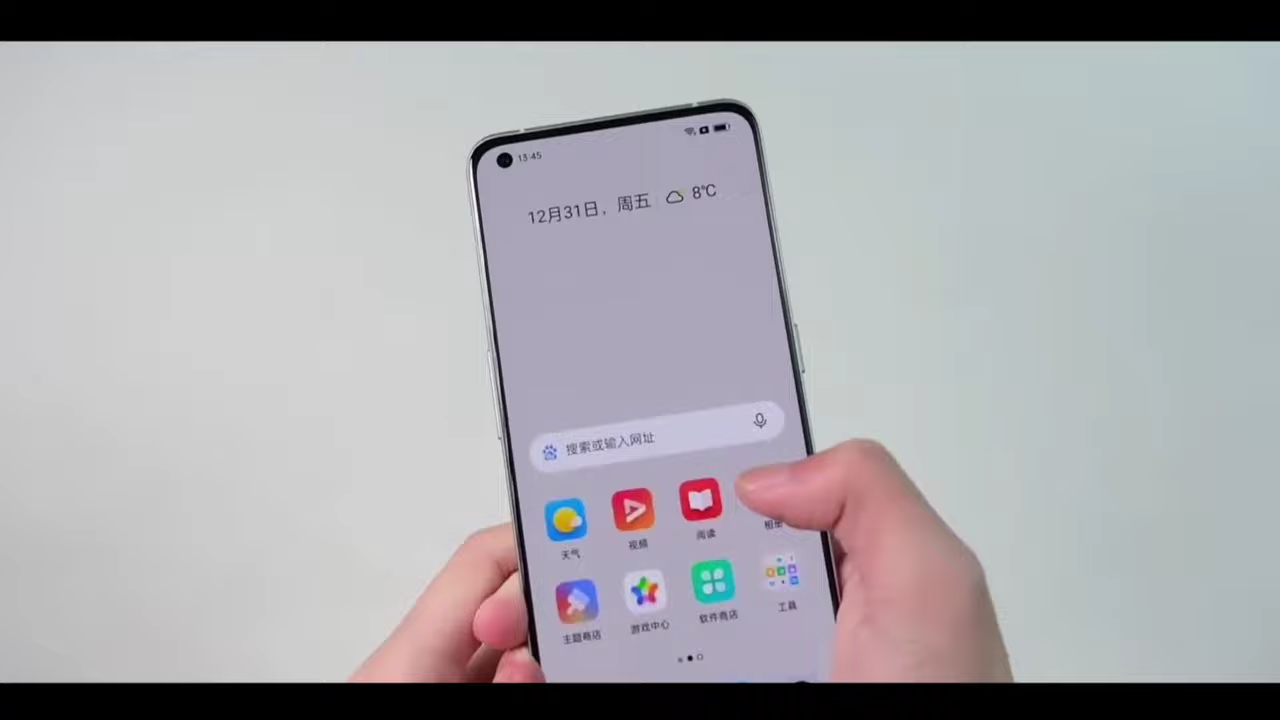 13:45
12月31日，周五 8℃
搜索或输入网址
天气 视频 阅读
主题商店 游戏中心 软件商店 工具